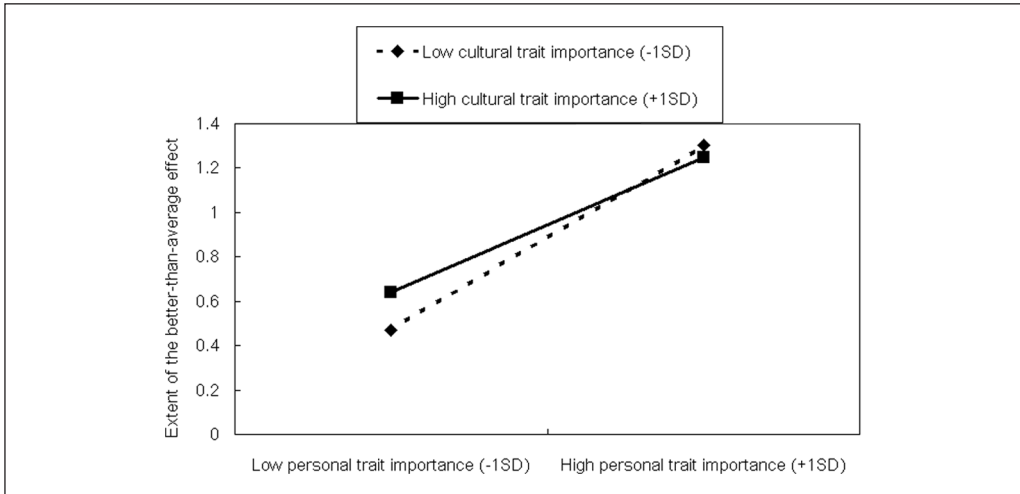 Low cultural trait importance (-1SD)
High cultural trait importance (+1SD)
Extent of the better-than-average effect
1.4
1.2
1
0.8
0.6
0.4
0.2
0
Low personal trait importance (-1SD)
High personal trait importance (+1SD)